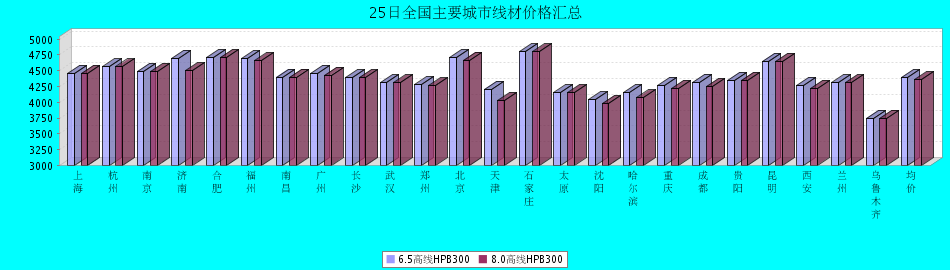 25日全国主要城市线材价格汇总
5000
4750
4500
4250
4000
3750
3500
3250
3000
上海
杭州
南京
济南
合肥
福州
南昌
广州
长沙
武汉
郑州
北京
天津
石家庄
太原
沈阳
哈尔滨
重庆
成都
贵阳
昆明
西安
兰州
乌鲁木齐
均价
6.5高线HPB300
8.0高线HPB300